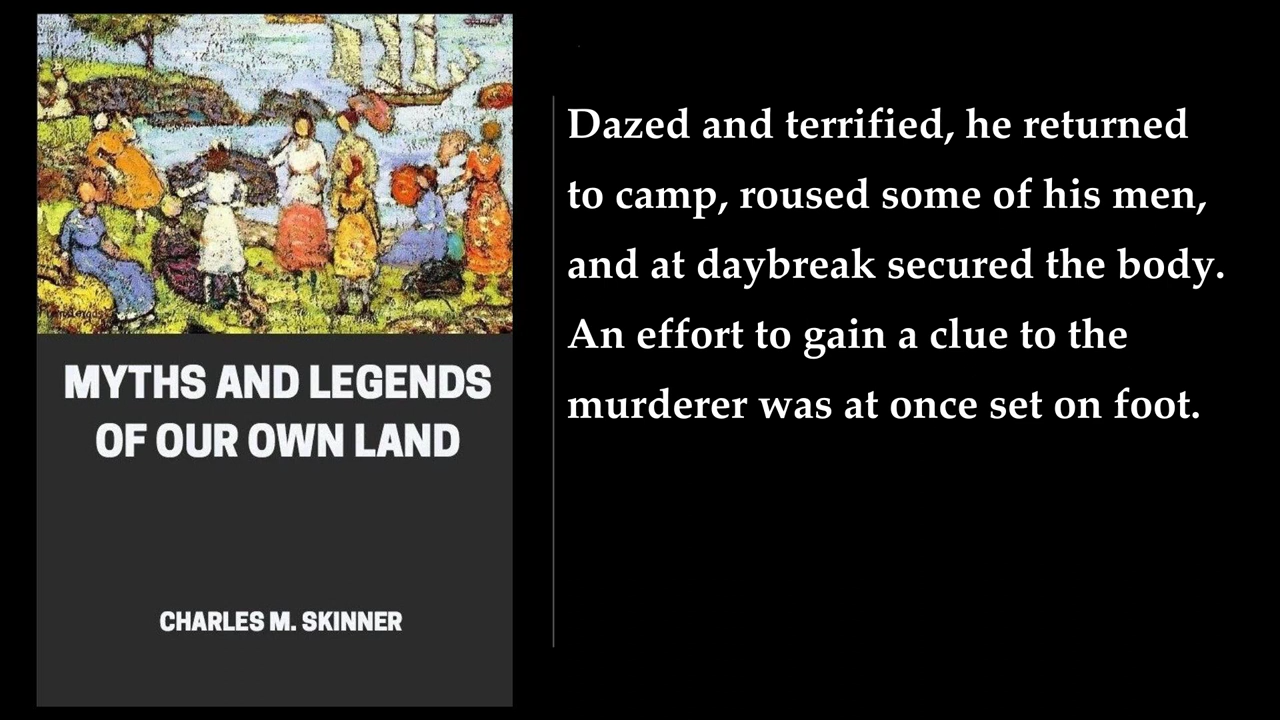 MYTHS AND LEGENDS
OF OUR OWN LAND
CHARLES M. SKINNER
Dazed and terrified, he returned
to camp, roused some of his men,
and at daybreak secured the body.
An effort to gain a clue to the
murderer was at once set on foot.